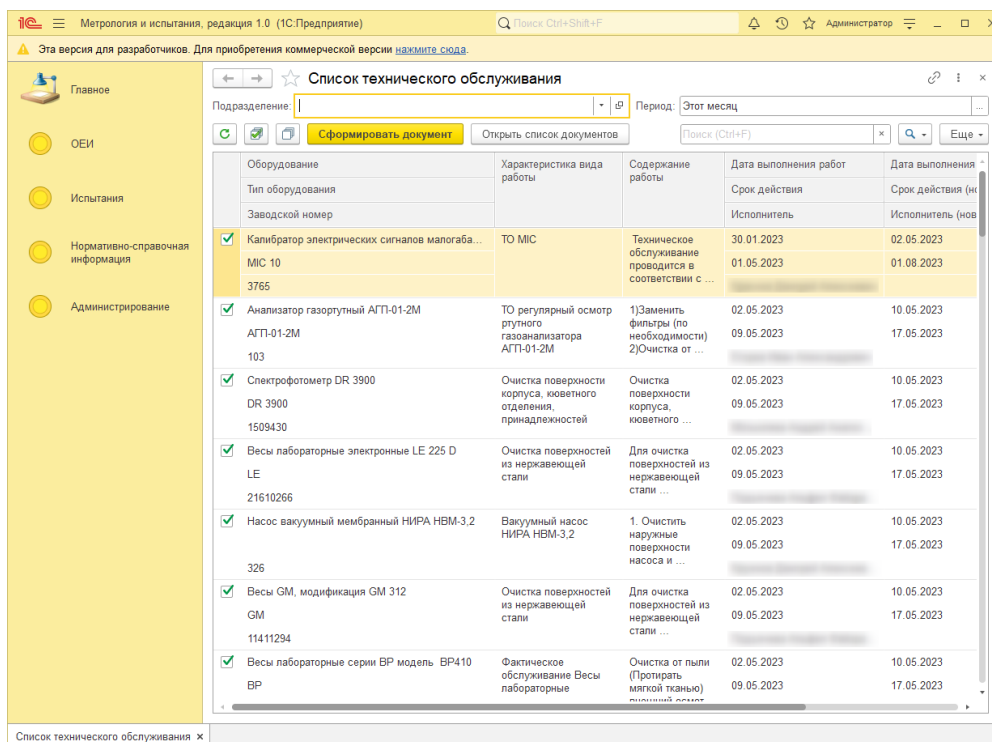 1С Метрология и испытания, редакция 1.0 (1С:Предприятие) Поиск Ctrl+Shift+F Администратор
Эта версия для разработчиков. Для приобретения коммерческой версии нажмите сюда.
Главное
ОЕИ
Испытания
Нормативно-справочная
информация
Администрирование
Список технического обслуживания
Подразделение: Период: Этот месяц ...
Сформировать документ Открыть список документов Поиск (Ctrl+F) × Еще
Оборудование
Тип оборудования
Заводской номер
Характеристика вида
работы
Содержание
работы
Дата выполнения работ
Срок действия
Исполнитель
Дата выполнения
Срок действия (но
Исполнитель (нов
Калибратор электрических сигналов малогаба...
MIC 10
3765
ТО MIC
Техническое
обслуживание
проводится в
соответствии с ...
30.01.2023
01.05.2023
02.05.2023
01.08.2023
Анализатор газортутный АГП-01-2М
АГП-01-2М
103
ТО регулярный осмотр
ртутного
газоанализатора
АГП-01-2М
1)Заменить
фильтры (по
необходимости)
2)Очистка от ...
02.05.2023
09.05.2023
10.05.2023
17.05.2023
Спектрофотометр DR 3900
DR 3900
1509430
Очистка поверхности
корпуса, кюветного
отделения,
принадлежностей
Очистка
поверхности
корпуса,
кюветного ...
02.05.2023
09.05.2023
10.05.2023
17.05.2023
Весы лабораторные электронные LE 225 D
LE
21610266
Очистка поверхностей
из нержавеющей
стали
Для очистка
поверхностей из
нержавеющей
стали ...
02.05.2023
09.05.2023
10.05.2023
17.05.2023
Насос вакуумный мембранный НИРА НВМ-3,2
326
Вакуумный насос
НИРА НВМ-3,2
1. Очистить
наружные
поверхности
насоса и ...
02.05.2023
09.05.2023
10.05.2023
17.05.2023
Весы GM, модификация GM 312
GM
11411294
Очистка поверхностей
из нержавеющей
стали
Для очистка
поверхностей из
нержавеющей
стали ...
02.05.2023
09.05.2023
10.05.2023
17.05.2023
Весы лабораторные серии ВР модель ВР410
ВР
Фактическое
обслуживание Весы
лабораторные
Очистка от пыли
(Протирать
мягкой тканью)
внешний осмот
02.05.2023
09.05.2023
10.05.2023
17.05.2023
Список технического обслуживания ×